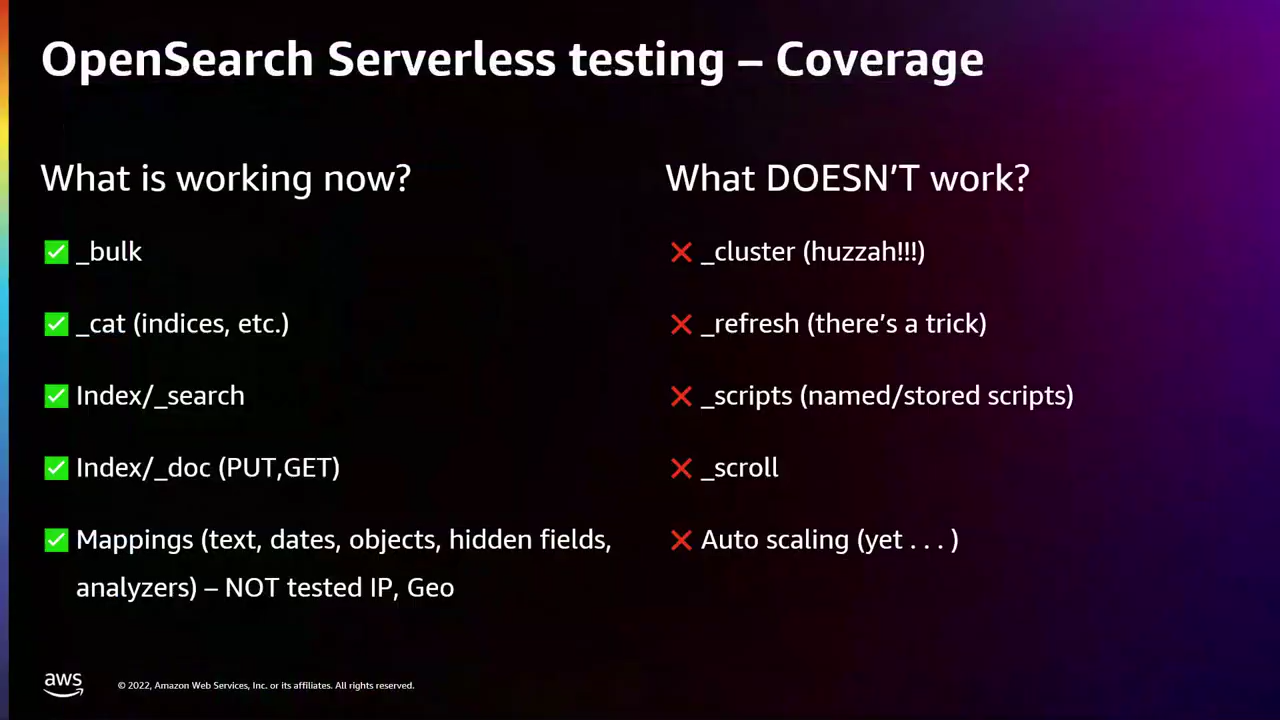 OpenSearch Serverless testing – Coverage
What is working now?
✅ _bulk
✅ _cat (indices, etc.)
✅ Index/_search
✅ Index/_doc (PUT,GET)
✅ Mappings (text, dates, objects, hidden fields,
analyzers) – NOT tested IP, Geo
What DOESN’T work?
❌ _cluster (huzzah!!!)
❌ _refresh (there’s a trick)
❌ _scripts (named/stored scripts)
❌ _scroll
❌ Auto scaling (yet . . . )
aws
© 2022, Amazon Web Services, Inc. or its affiliates. All rights reserved.